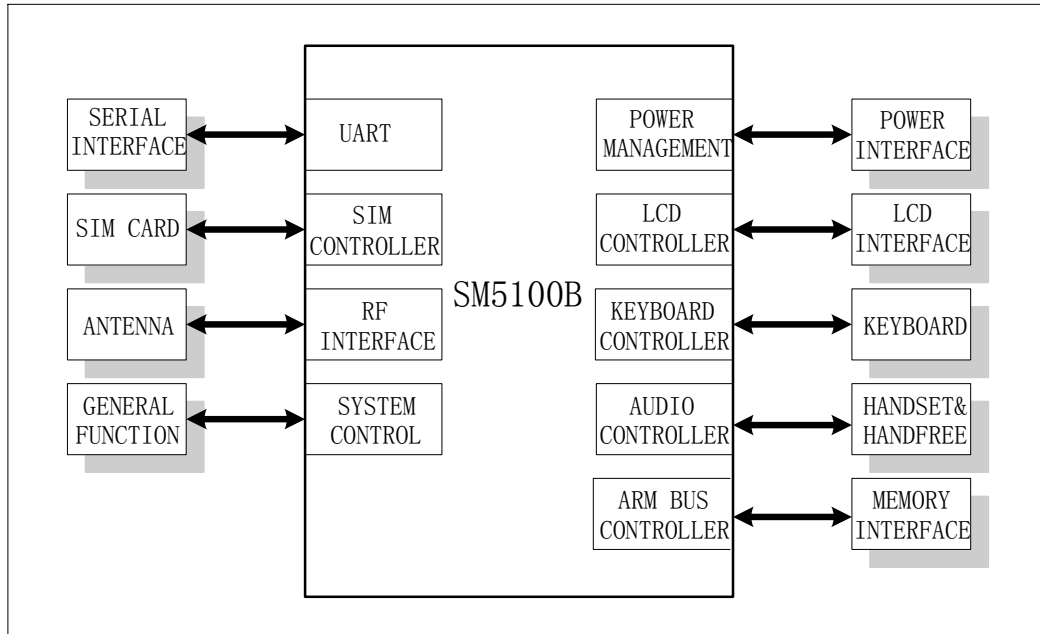 SERIAL
INTERFACE
UART
SIM CARD
SIM
CONTROLLER
ANTENNA
RF
INTERFACE
GENERAL
FUNCTION
SYSTEM
CONTROL
SM5100B
POWER
MANAGEMENT
POWER
INTERFACE
LCD
CONTROLLER
LCD
INTERFACE
KEYBOARD
CONTROLLER
KEYBOARD
AUDIO
CONTROLLER
HANDSET&
HANDFREE
ARM BUS
CONTROLLER
MEMORY
INTERFACE